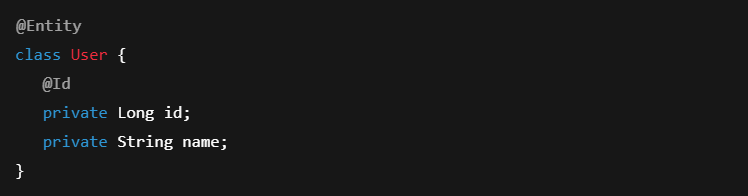 @Entity
class User {
   @Id
   private Long id;
   private String name;
}